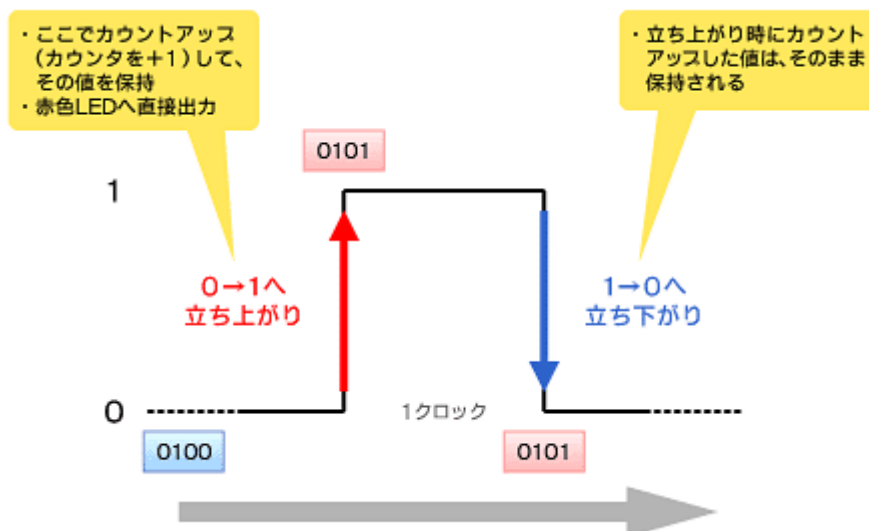 ・ここでカウントアップ
（カウンタを＋1）して、
その値を保持
・赤色LEDへ直接出力
・立ち上がり時にカウント
アップした値は、そのまま
保持される
0101
1
0→1へ
立ち上がり
1→0へ
立ち下がり
0
1クロック
0100
0101